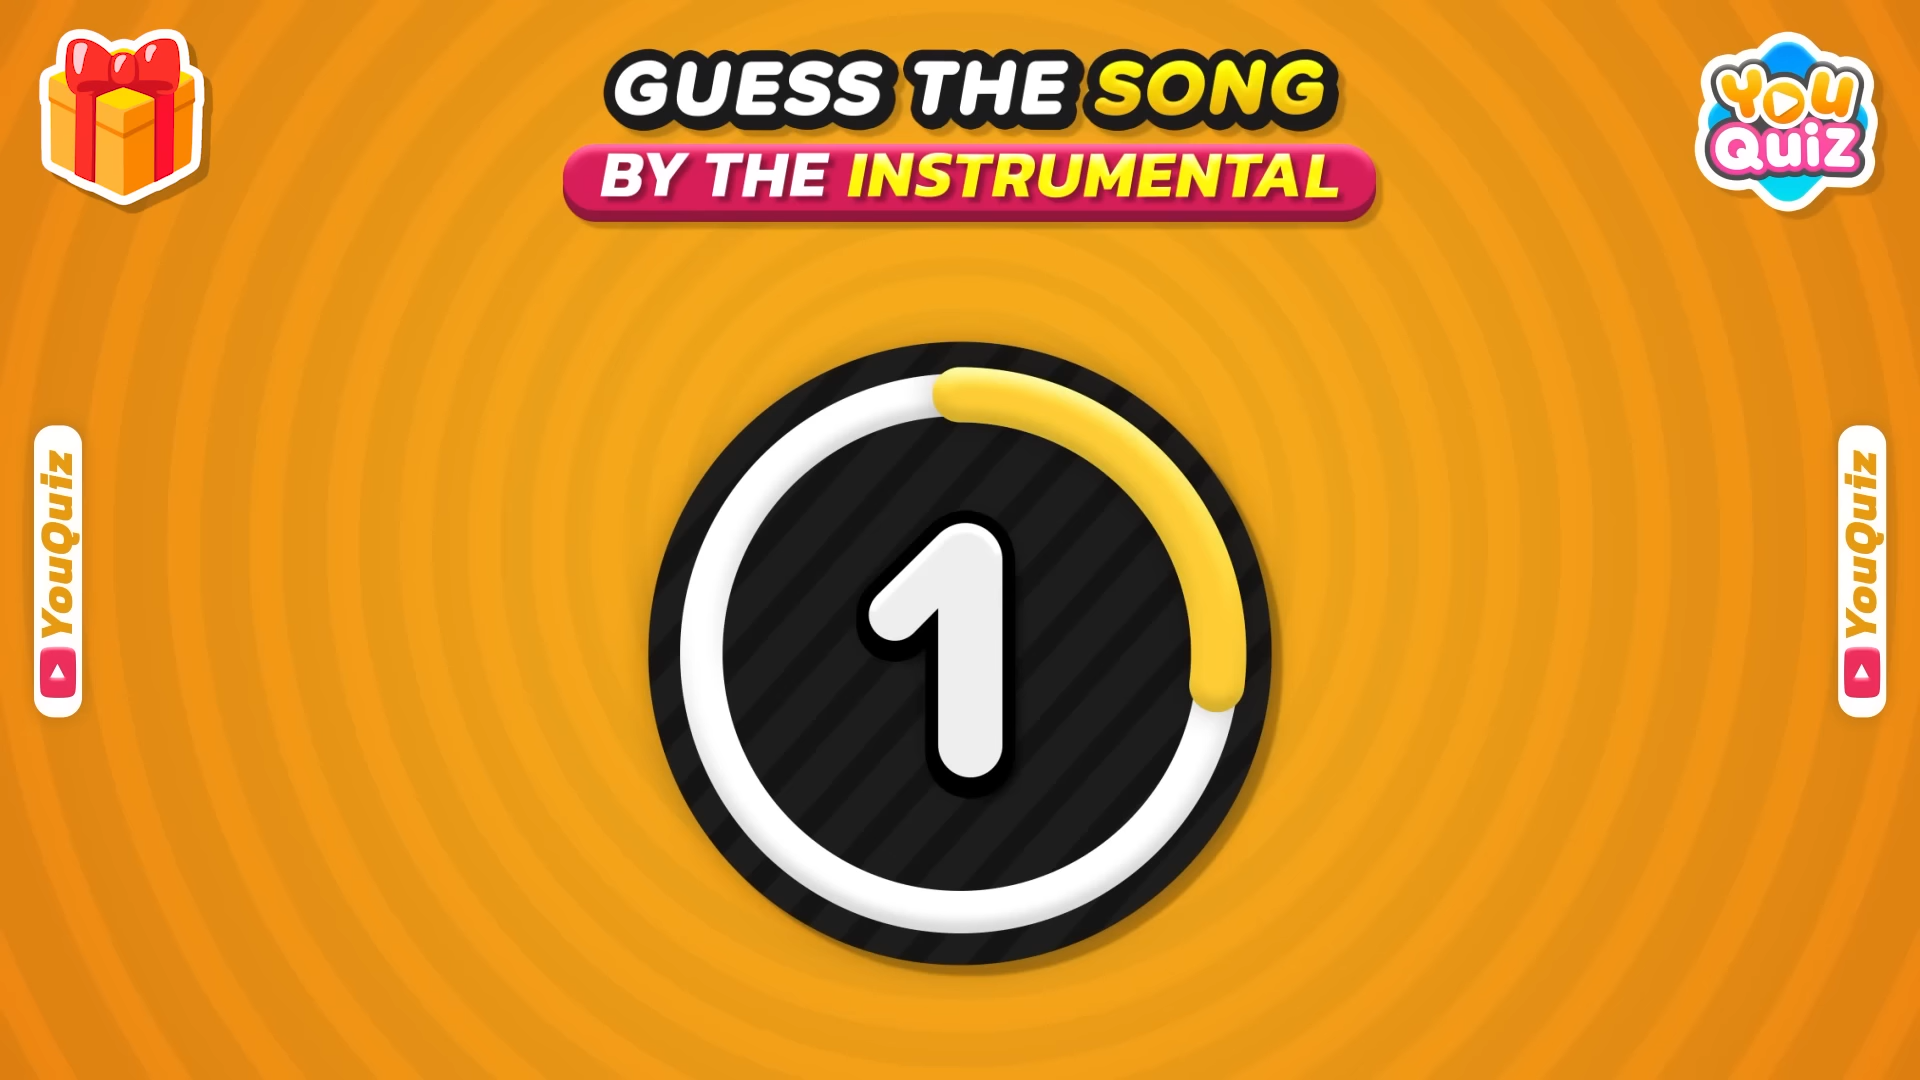 GUESS THE SONG
BY THE INSTRUMENTAL
YOU
QUIZ
YouQuiz
1
YouQuiz